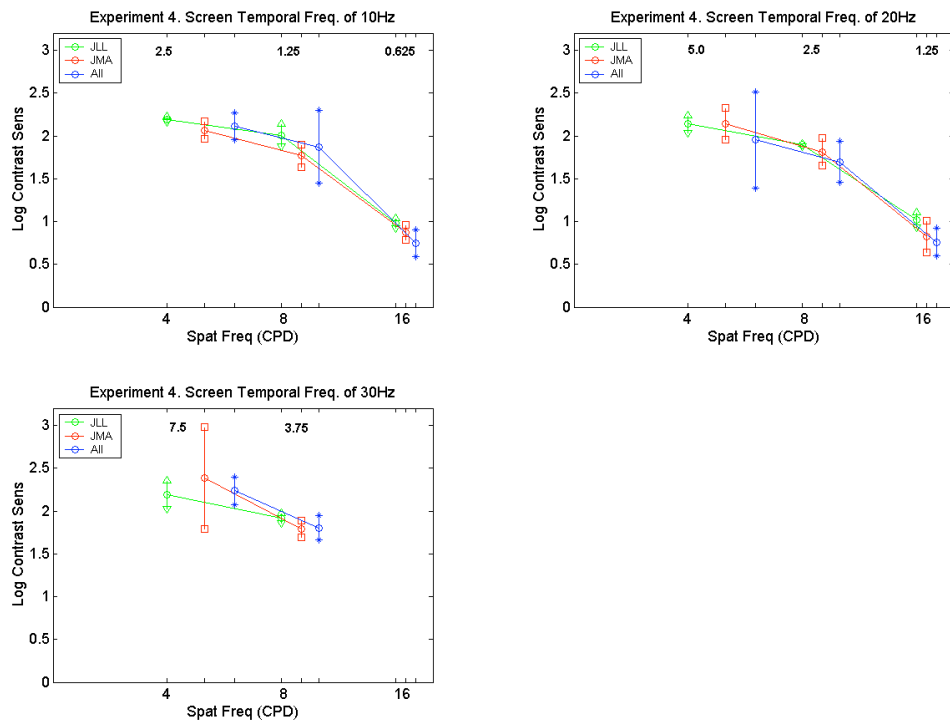 Experiment 4. Screen Temporal Freq. of 10Hz
2.5 1.25 0.625
JLL
JMA
All
3
2.5
2
1.5
1
0.5
0
Log Contrast Sens
4 8 16
Spat Freq (CPD)
Experiment 4. Screen Temporal Freq. of 20Hz
5.0 2.5 1.25
JLL
JMA
All
3
2.5
2
1.5
1
0.5
0
Log Contrast Sens
4 8 16
Spat Freq (CPD)
Experiment 4. Screen Temporal Freq. of 30Hz
7.5 3.75
JLL
JMA
All
3
2.5
2
1.5
1
0.5
0
Log Contrast Sens
4 8 16
Spat Freq (CPD)